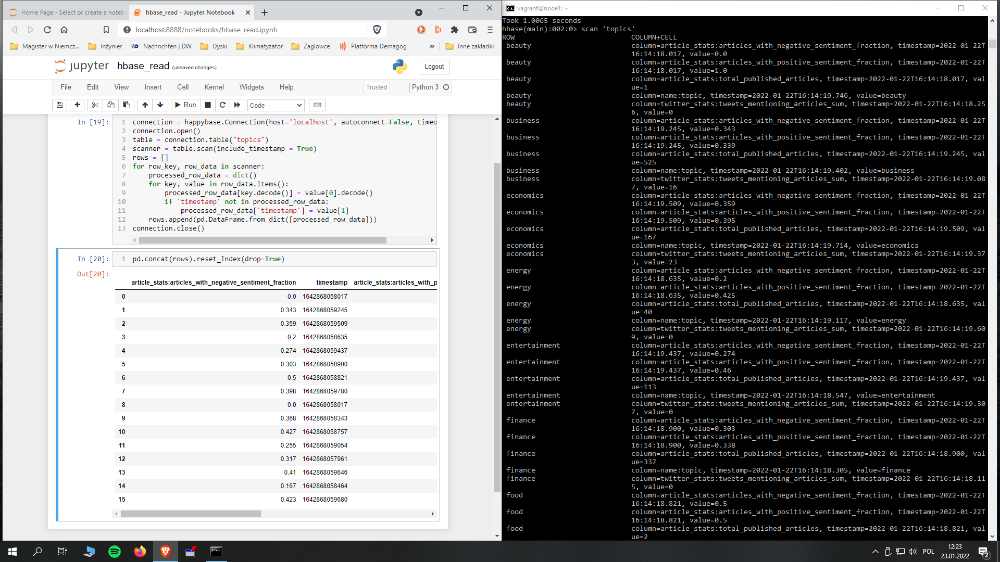 Home Page - Select or create a noteb
hbase_read - Jupyter Notebook
localhost:8888/notebooks/hbase_read.ipynb
Magister w Niemcz...
Inżynier
Nachrichten | DW
Dyski
Klimatyzator
Żaglowce
Platforma Demagog
»
Inne zakładki
jupyter
hbase_read (unsaved changes)
Logout
File Edit View Insert Cell Kernel Widgets Help
Trusted
Python 3
Run
Code
In [19]:
1 connection = happybase.Connection(host='localhost', autoconnect=False, timeo
2 connection.open()
3 table = connection.table("topics")
4 scanner = table.scan(include_timestamp = True)
5 rows = []
6 for row_key, row_data in scanner:
7     processed_row_data = dict()
8     for key, value in row_data.items():
9         processed_row_data[key.decode()] = value[0].decode()
10         if 'timestamp' not in processed_row_data:
11             processed_row_data['timestamp'] = value[1]
12     rows.append(pd.DataFrame.from_dict([processed_row_data]))
13 connection.close()
In [20]:
1 pd.concat(rows).reset_index(drop=True)
Out[20]:
article_stats:articles_with_negative_sentiment_fraction timestamp article_stats:articles_with_p
0 0.0 1642868058017
1 0.343 1642868059245
2 0.359 1642868059509
3 0.2 1642868058635
4 0.274 1642868059437
5 0.303 1642868058900
6 0.5 1642868058821
7 0.398 1642868059780
8 0.0 1642868058017
9 0.368 1642868058343
10 0.427 1642868058757
11 0.255 1642868059054
12 0.317 1642868057961
13 0.41 1642868059646
14 0.167 1642868058464
15 0.423 1642868059680
vagrant@node1: ~
Took 1.0065 seconds
hbase(main):002:0> scan 'topics'
ROW COLUMN+CELL
beauty column=article_stats:articles_with_negative_sentiment_fraction, timestamp=2022-01-22T
16:14:18.017, value=0.0
beauty column=article_stats:articles_with_positive_sentiment_fraction, timestamp=2022-01-22T
16:14:18.017, value=1.0
beauty column=article_stats:total_published_articles, timestamp=2022-01-22T16:14:18.017, val
ue=1
beauty column=name:topic, timestamp=2022-01-22T16:14:19.746, value=beauty
beauty column=twitter_stats:tweets_mentioning_articles_sum, timestamp=2022-01-22T16:14:18.25
6, value=0
business column=article_stats:articles_with_negative_sentiment_fraction, timestamp=2022-01-22T
16:14:19.245, value=0.343
business column=article_stats:articles_with_positive_sentiment_fraction, timestamp=2022-01-22T
16:14:19.245, value=0.339
business column=article_stats:total_published_articles, timestamp=2022-01-22T16:14:19.245, val
ue=525
business column=name:topic, timestamp=2022-01-22T16:14:19.402, value=business
business column=twitter_stats:tweets_mentioning_articles_sum, timestamp=2022-01-22T16:14:19.08
7, value=16
economics column=article_stats:articles_with_negative_sentiment_fraction, timestamp=2022-01-22T
16:14:19.509, value=0.359
economics column=article_stats:articles_with_positive_sentiment_fraction, timestamp=2022-01-22T
16:14:19.509, value=0.395
economics column=article_stats:total_published_articles, timestamp=2022-01-22T16:14:19.509, val
ue=167
economics column=name:topic, timestamp=2022-01-22T16:14:19.714, value=economics
economics column=twitter_stats:tweets_mentioning_articles_sum, timestamp=2022-01-22T16:14:19.37
3, value=23
energy column=article_stats:articles_with_negative_sentiment_fraction, timestamp=2022-01-22T
16:14:18.635, value=0.2
energy column=article_stats:articles_with_positive_sentiment_fraction, timestamp=2022-01-22T
16:14:18.635, value=0.425
energy column=article_stats:total_published_articles, timestamp=2022-01-22T16:14:18.635, val
ue=40
energy column=name:topic, timestamp=2022-01-22T16:14:19.117, value=energy
energy column=twitter_stats:tweets_mentioning_articles_sum, timestamp=2022-01-22T16:14:19.60
9, value=0
entertainment column=article_stats:articles_with_negative_sentiment_fraction, timestamp=2022-01-22T
16:14:19.437, value=0.274
entertainment column=article_stats:articles_with_positive_sentiment_fraction, timestamp=2022-01-22T
16:14:19.437, value=0.46
entertainment column=article_stats:total_published_articles, timestamp=2022-01-22T16:14:19.437, val
ue=113
entertainment column=name:topic, timestamp=2022-01-22T16:14:18.547, value=entertainment
entertainment column=twitter_stats:tweets_mentioning_articles_sum, timestamp=2022-01-22T16:14:19.30
7, value=0
finance column=article_stats:articles_with_negative_sentiment_fraction, timestamp=2022-01-22T
16:14:18.900, value=0.303
finance column=article_stats:articles_with_positive_sentiment_fraction, timestamp=2022-01-22T
16:14:18.900, value=0.338
finance column=article_stats:total_published_articles, timestamp=2022-01-22T16:14:18.900, val
ue=337
finance column=name:topic, timestamp=2022-01-22T16:14:18.305, value=finance
finance column=twitter_stats:tweets_mentioning_articles_sum, timestamp=2022-01-22T16:14:18.11
5, value=0
food column=article_stats:articles_with_negative_sentiment_fraction, timestamp=2022-01-22T
16:14:18.821, value=0.5
food column=article_stats:articles_with_positive_sentiment_fraction, timestamp=2022-01-22T
16:14:18.821, value=0.5
food column=article_stats:total_published_articles, timestamp=2022-01-22T16:14:18.821, val
ue=2
POL
12:23
23.01.2022
2